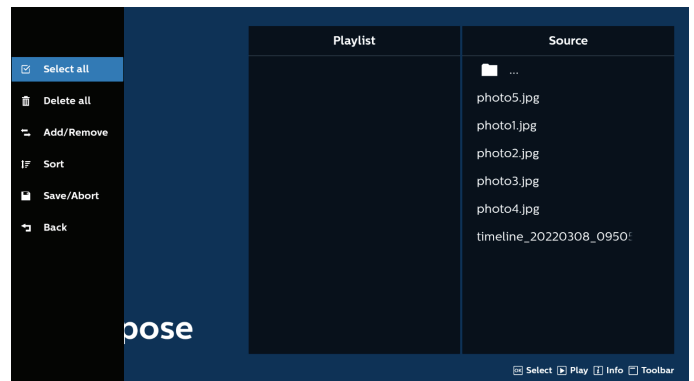 Select all
Delete all
Add/Remove
Sort
Save/Abort
Back
pose
Playlist
Source
...
photo5.jpg
photo1.jpg
photo2.jpg
photo3.jpg
photo4.jpg
timeline_20220308_0950
Select Play Info Toolbar